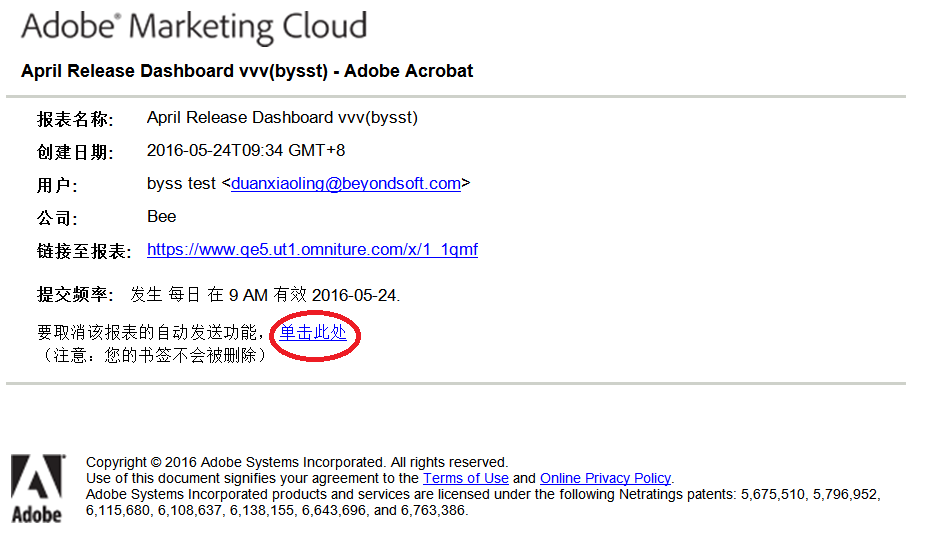 Adobe® Marketing Cloud
April Release Dashboard vvv(bysst) - Adobe Acrobat
报表名称: April Release Dashboard vvv(bysst)
创建日期: 2016-05-24T09:34 GMT+8
用户: byss test <duanxiaoling@beyondsoft.com>
公司: Bee
链接至报表: https://www.qe5.ut1.omniture.com/x/1_1qmf
提交频率: 发生 每日 在 9 AM 有效 2016-05-24.
要取消该报表的自动发送功能，单击此处
（注意：您的书签不会被删除）
Copyright © 2016 Adobe Systems Incorporated. All rights reserved.
Use of this document signifies your agreement to the Terms of Use and Online Privacy Policy.
Adobe Systems Incorporated products and services are licensed under the following Netratings patents: 5,675,510, 5,796,952,
6,115,680, 6,108,637, 6,138,155, 6,643,696, and 6,763,386.
Adobe